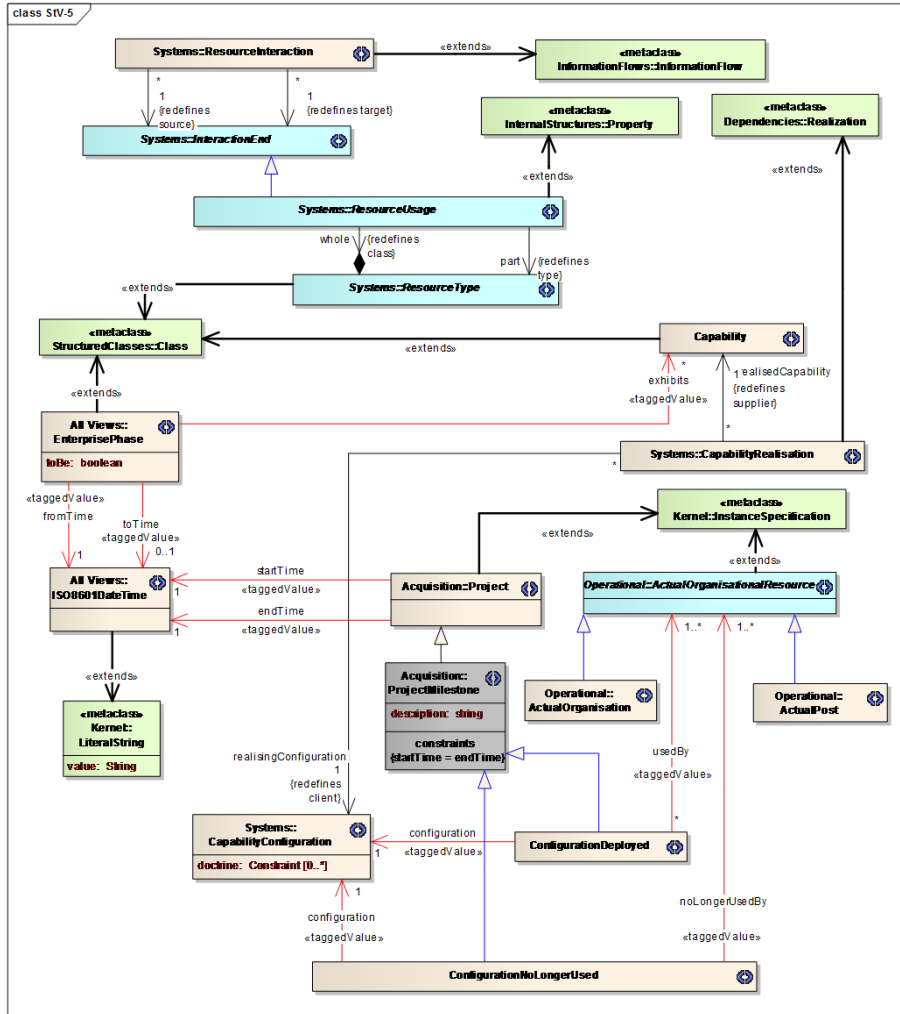 class StV-5
Systems::ResourceInteraction
«extends»
«metaclass»
InformationFlows::InformationFlow
*
*
1
1
{redefines
source}
{redefines target}
«metaclass»
InternalStructures::Property
«metaclass»
Dependencies::Realization
Systems::InteractionEnd
«extends»
«extends»
Systems::ResourceUsage
whole
{redefines
class}
part
{redefines
type}
Systems::ResourceType
«extends»
«metaclass»
StructuredClasses::Class
«extends»
Capability
«extends»
*
exhibits
«taggedValue»
1
ealisedCapability
{redefines
supplier}
*
All Views::
EnterprisePhase
toBe: boolean
Systems::CapabilityRealisation
*
«taggedValue»
fromTime
toTime
«taggedValue»
0..1
1
«metaclass»
Kernel::InstanceSpecification
«extends»
«extends»
All Views::
ISO8601DateTime
startTime
«taggedValue»
1
endTime
«taggedValue»
1
Acquisition::Project
Operational::ActualOrganisationalResource
1..*
1..*
«extends»
Acquisition::
ProjectMilestone
description: string
constraints
{startTime = endTime}
Operational::
ActualOrganisation
Operational::
ActualPost
«metaclass»
Kernel::
LiteralString
value: String
realisingConfiguration
1
{redefines
client}
usedBy
«taggedValue»
*
Systems::
CapabilityConfiguration
doctrine: Constraint [0..*]
configuration
1
«taggedValue»
ConfigurationDeployed
1
configuration
«taggedValue»
noLongerUsedBy
«taggedValue»
ConfigurationNoLongerUsed